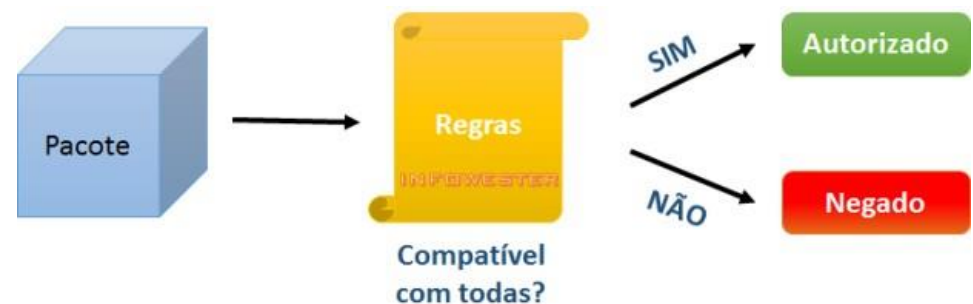 Pacote
Regras
INFOWESTER
Compatível
com todas?
SIM
Autorizado
NÃO
Negado